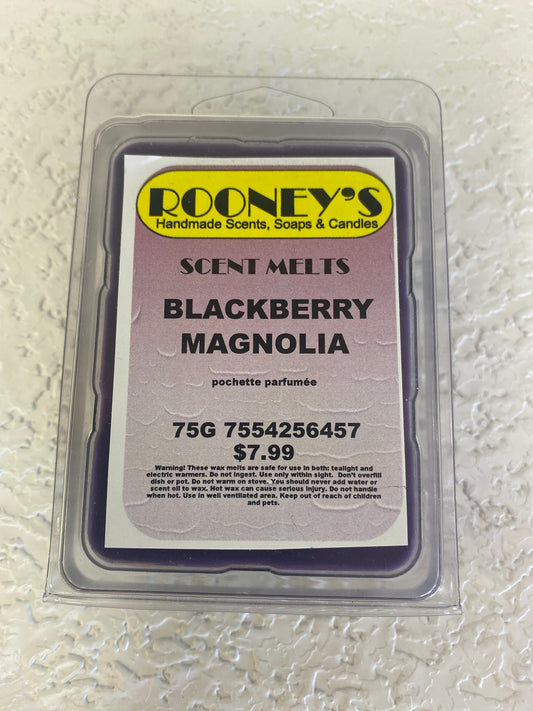 ROONEY'S
Handmade Scents, Soaps & Candles
SCENT MELTS
BLACKBERRY
MAGNOLIA
pochette parfumée
75G 7554256457
$7.99
Warning! These wax melts are safe for use in both: tealight and
electric warmers. Do not ingest. Use only within sight. Don't overfill
dish or pot. Do not warm on stove. You should never add water or
scent oil to wax. Hot wax can cause serious injury. Do not handle
when hot. Use in well ventilated area. Keep out of reach of children
and pets.